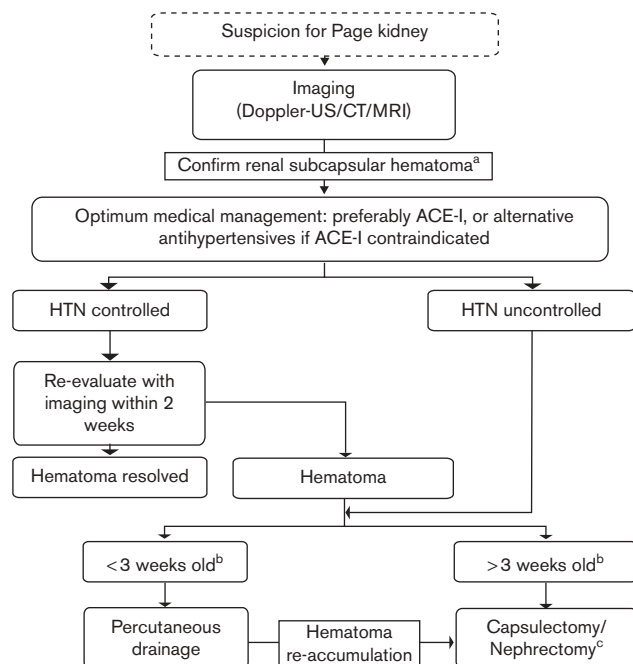 Suspicion for Page kidney
Imaging
(Doppler-US/CT/MRI)
Confirm renal subcapsular hematomaᵃ
Optimum medical management: preferably ACE-I, or alternative
antihypertensives if ACE-I contraindicated
HTN controlled
HTN uncontrolled
Re-evaluate with
imaging within 2
weeks
Hematoma resolved
Hematoma
<3 weeks oldᵇ
>3 weeks oldᵇ
Percutaneous
drainage
Hematoma
re-accumulation
Capsulectomy/
Nephrectomyᶜ